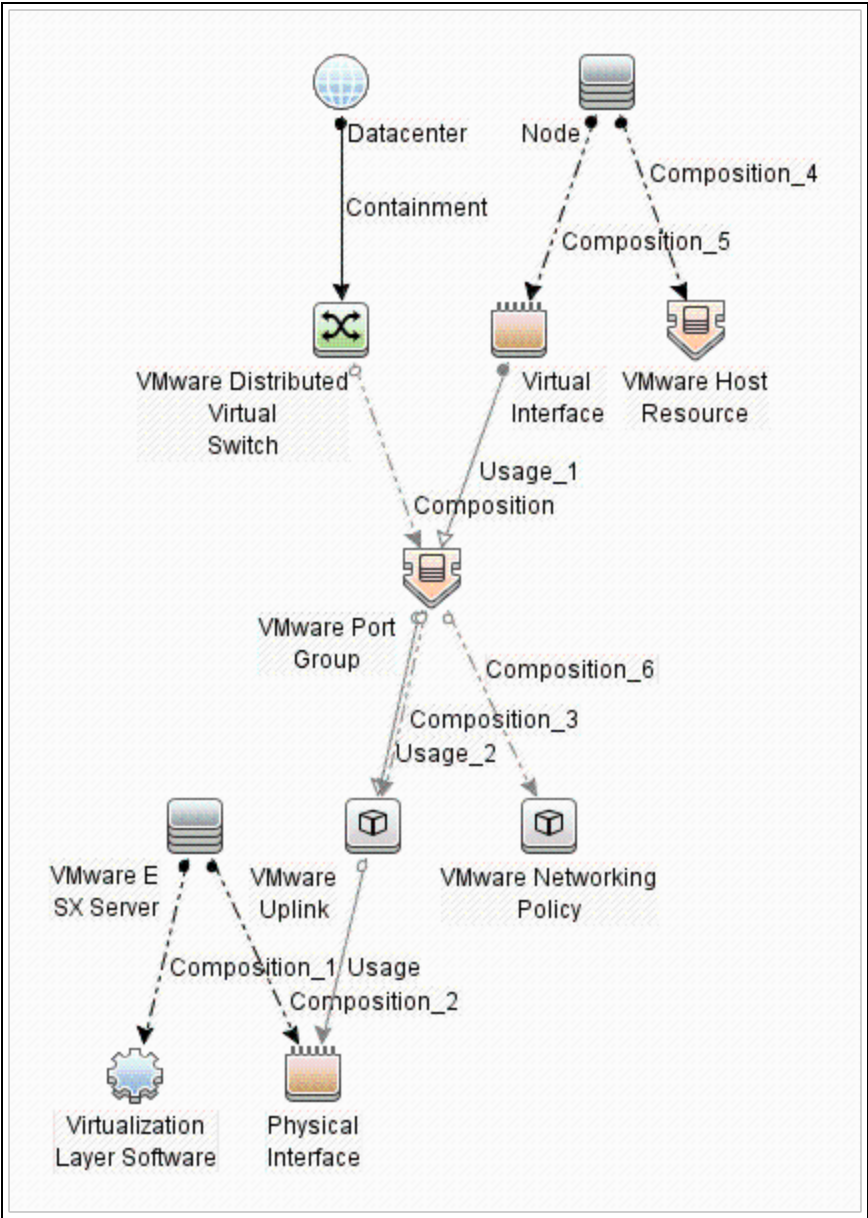 Datacenter
Node
Composition_4
Containment
Composition_5
VMware Distributed
Virtual
Switch
Virtual
Interface
VMware Host
Resource
Usage_1
Composition
VMware Port
Group
Composition_6
Composition_3
Usage_2
VMware E
SX Server
VMware
Uplink
VMware Networking
Policy
Composition_1
Usage
Composition_2
Virtualization
Layer Software
Physical
Interface